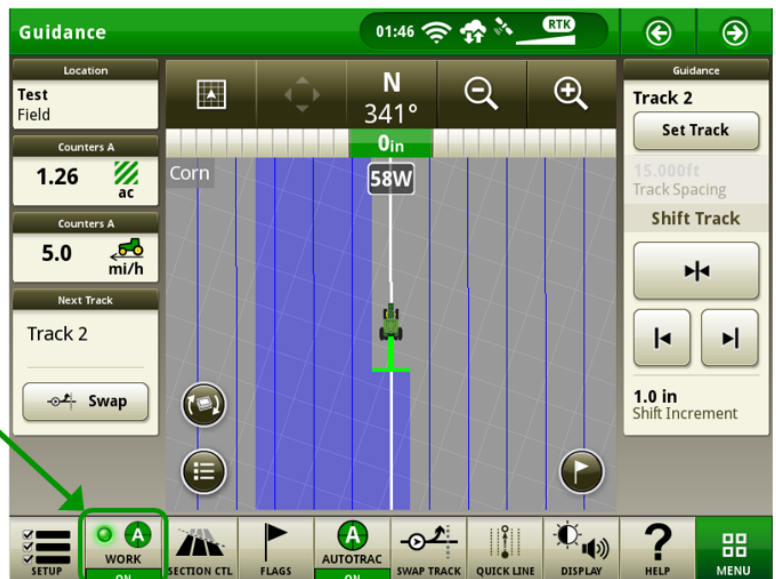 Guidance
01:46
RTK
Location
Test
Field
Counters A
1.26
ac
Counters A
5.0
mi/h
Next Track
Track 2
Swap
N
341°
0in
Corn
58W
Guidance
Track 2
Set Track
15.000ft
Track Spacing
Shift Track
1.0 in
Shift Increment
SETUP
A
WORK
ON
SECTION CTL
FLAGS
A
AUTOTRAC
ON
SWAP TRACK
QUICK LINE
DISPLAY
?
HELP
MENU